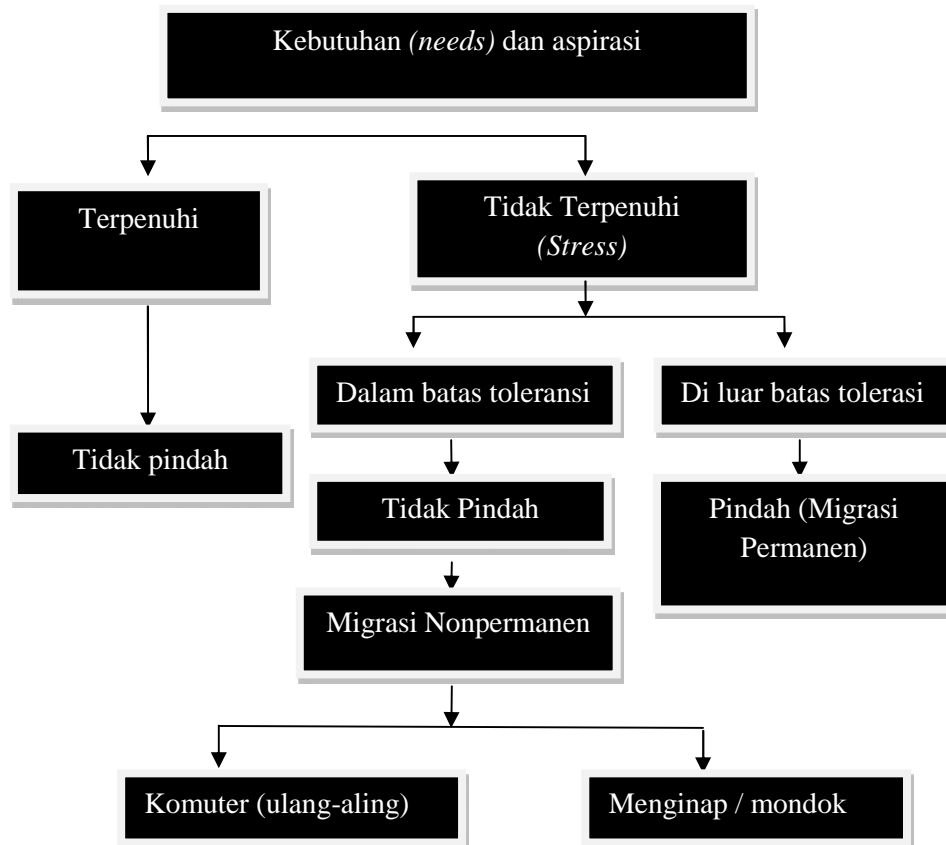 Kebutuhan (needs) dan aspirasi
Terpenuhi
Tidak Terpenuhi
(Stress)
Dalam batas toleransi
Di luar batas tolerasi
Tidak pindah
Tidak Pindah
Pindah (Migrasi
Permanen)
Migrasi Nonpermanen
Komuter (ulang-aling)
Menginap / mondok